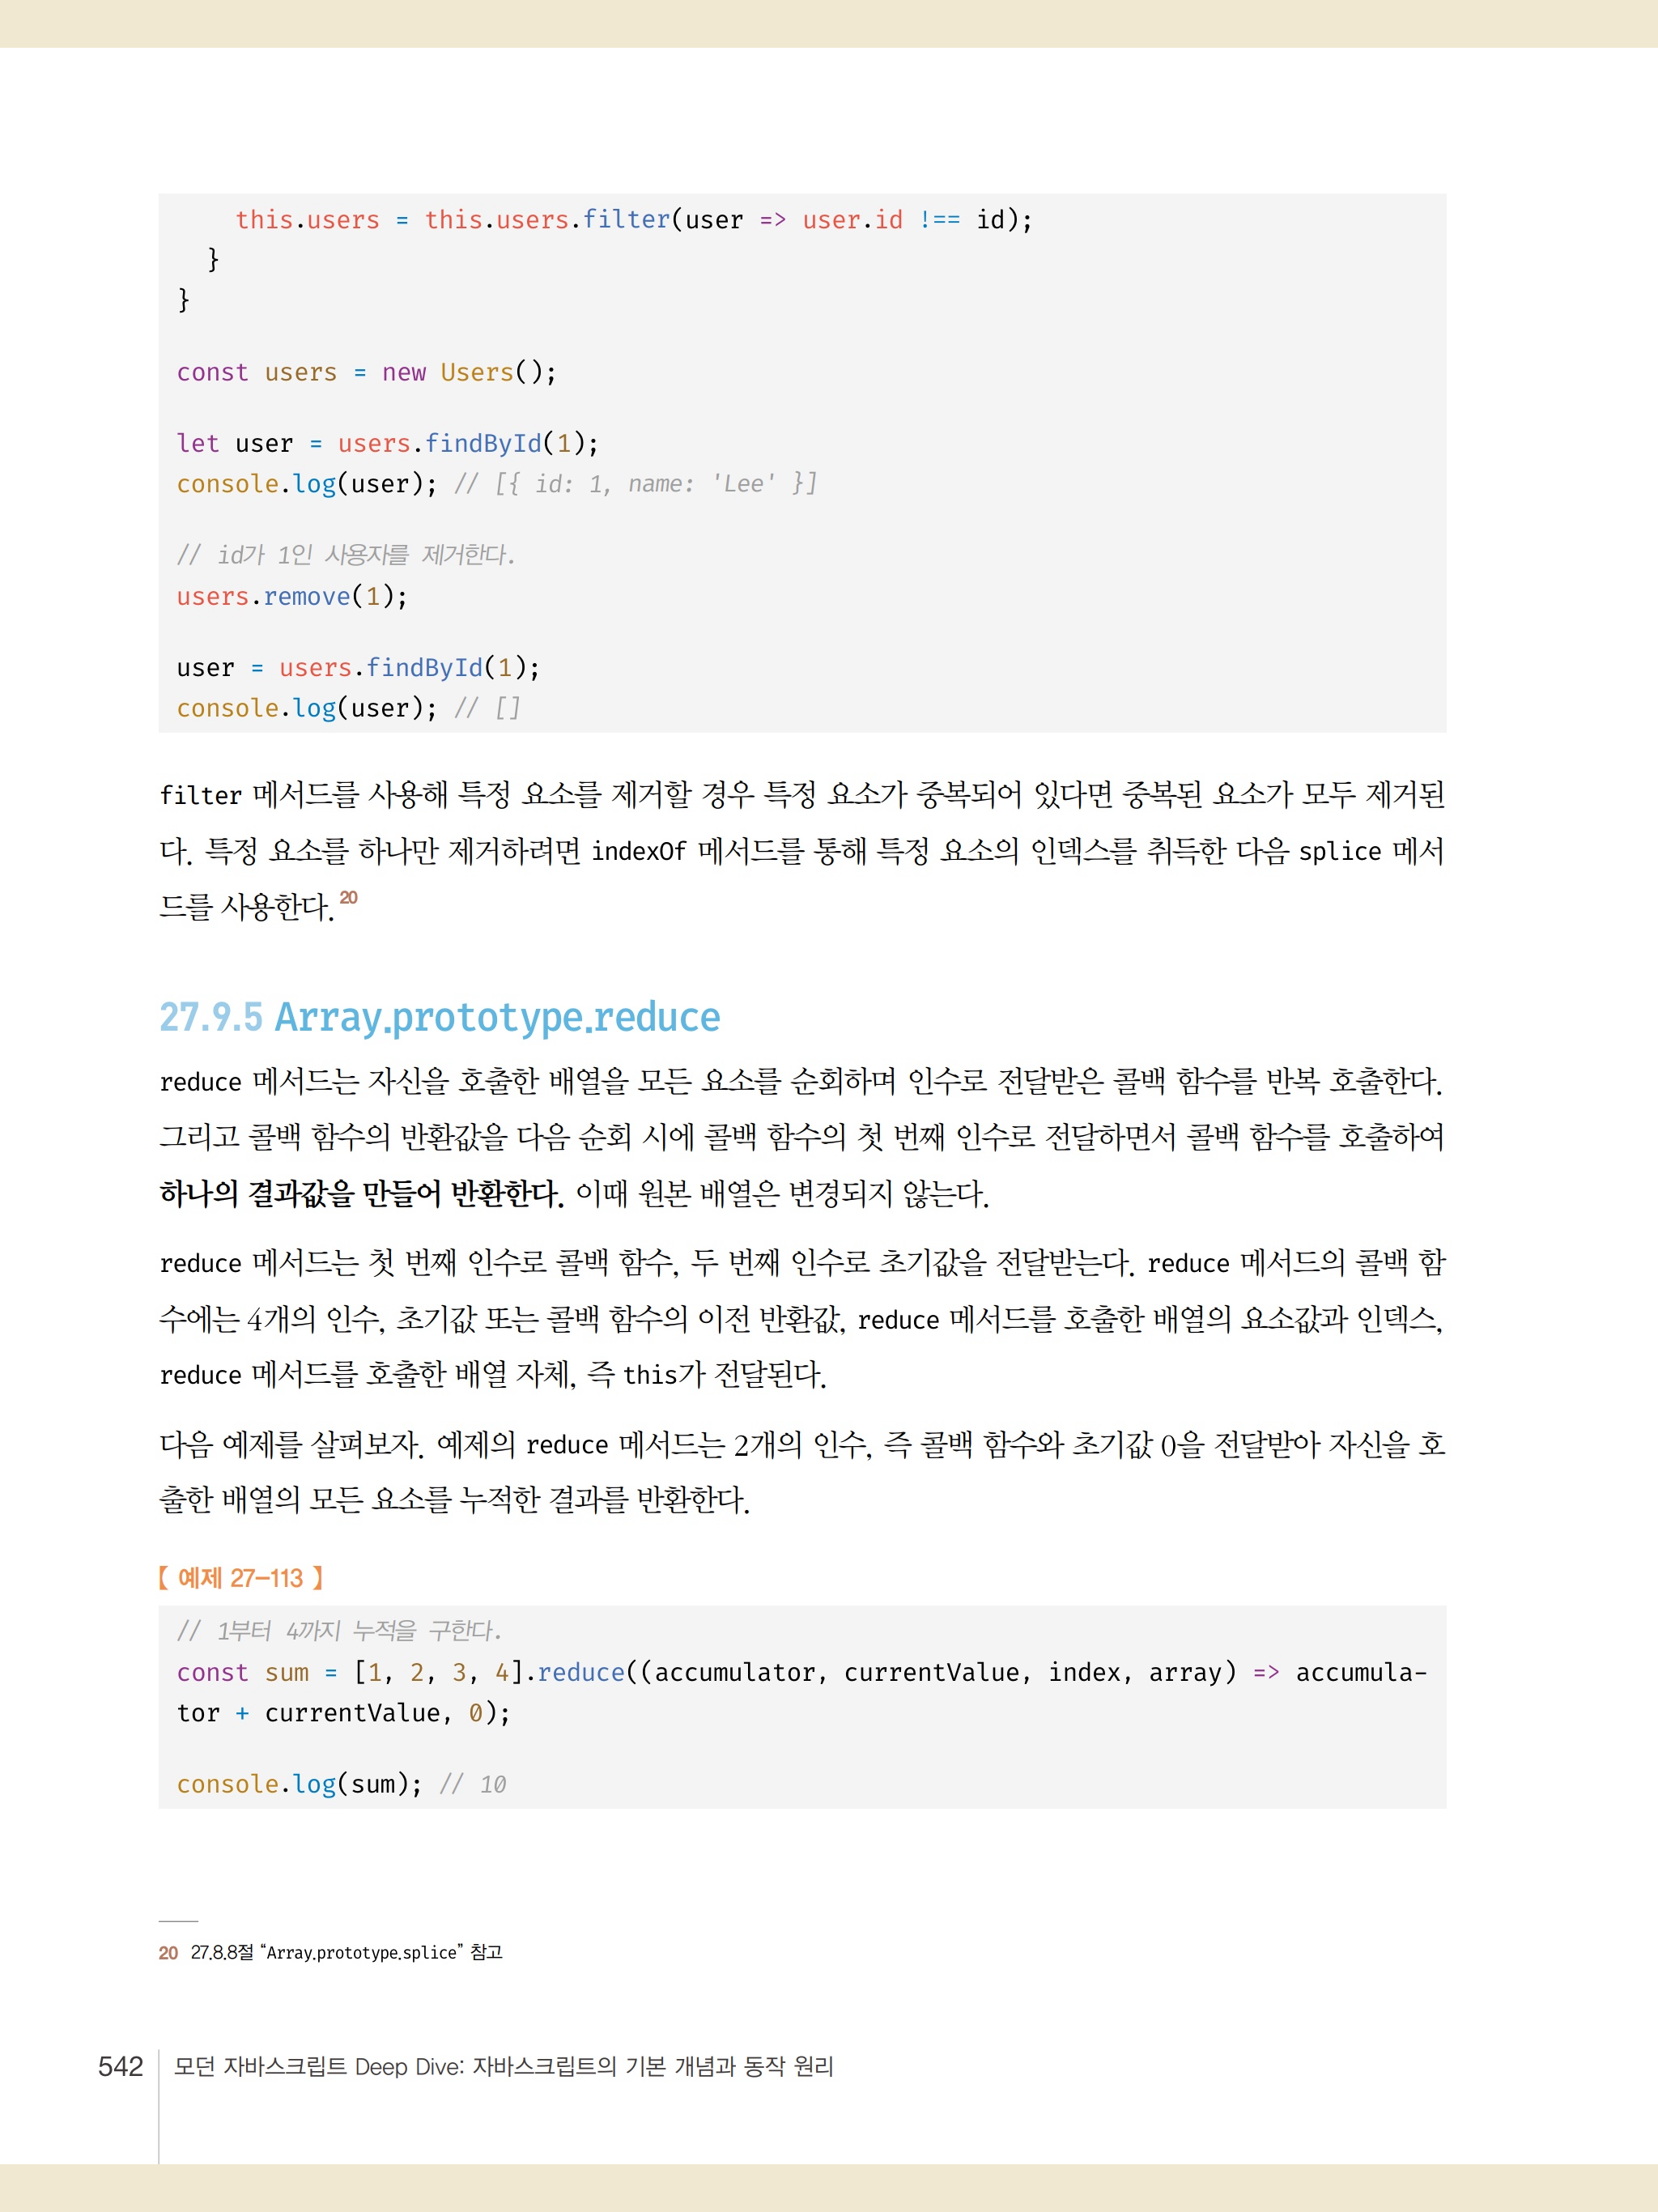 this.users = this.users.filter(user => user.id !== id);
}
}
const users = new Users();
let user = users.findById(1);
console.log(user); // [{ id: 1, name: 'Lee' }]
// id가 1인 사용자를 제거한다.
users.remove(1);
user = users.findById(1);
console.log(user); // []
filter 메서드를 사용해 특정 요소를 제거할 경우 특정 요소가 중복되어 있다면 중복된 요소가 모두 제거된
다. 특정 요소를 하나만 제거하려면 indexOf 메서드를 통해 특정 요소의 인덱스를 취득한 다음 splice 메서
드를 사용한다.20
27.9.5 Array.prototype.reduce
reduce 메서드는 자신을 호출한 배열을 모든 요소를 순회하며 인수로 전달받은 콜백 함수를 반복 호출한다.
그리고 콜백 함수의 반환값을 다음 순회 시에 콜백 함수의 첫 번째 인수로 전달하면서 콜백 함수를 호출하여
하나의 결과값을 만들어 반환한다. 이때 원본 배열은 변경되지 않는다.
reduce 메서드는 첫 번째 인수로 콜백 함수, 두 번째 인수로 초기값을 전달받는다. reduce 메서드의 콜백 함
수에는 4개의 인수, 초기값 또는 콜백 함수의 이전 반환값, reduce 메서드를 호출한 배열의 요소값과 인덱스,
reduce 메서드를 호출한 배열 자체, 즉 this가 전달된다.
다음 예제를 살펴보자. 예제의 reduce 메서드는 2개의 인수, 즉 콜백 함수와 초기값 0을 전달받아 자신을 호
출한 배열의 모든 요소를 누적한 결과를 반환한다.
【 예제 27-113 】
// 1부터 4까지 누적을 구한다.
const sum = [1, 2, 3, 4].reduce((accumulator, currentValue, index, array) => accumula-
tor + currentValue, 0);
console.log(sum); // 10
20 27.8.8절 “Array.prototype.splice” 참고
542 모던 자바스크립트 Deep Dive: 자바스크립트의 기본 개념과 동작 원리